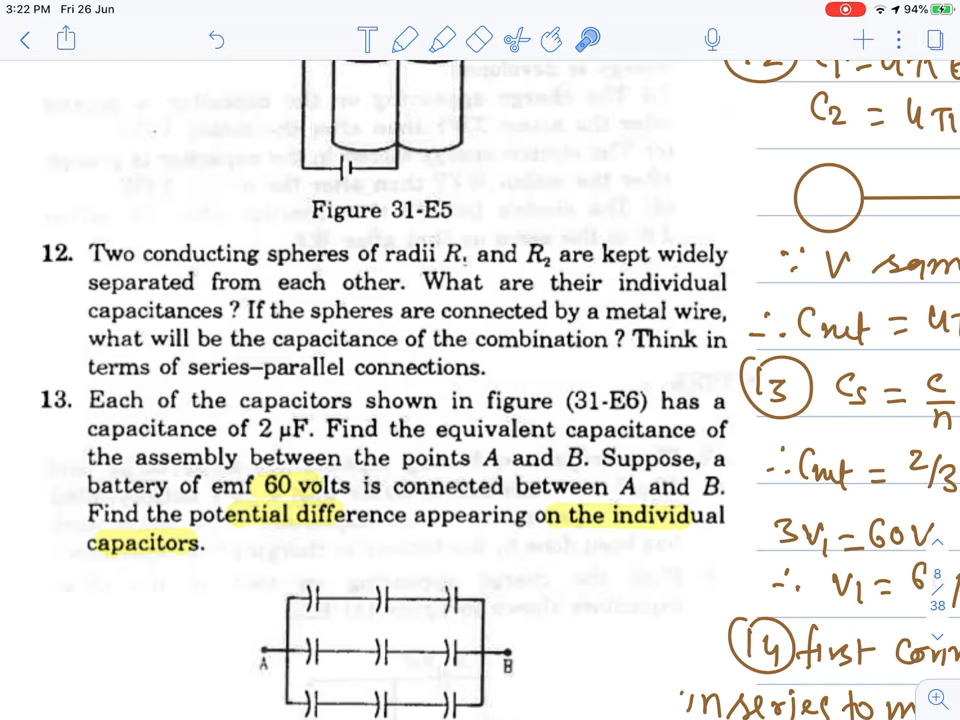 3:22 PM Fri 26 Jun
94%
T
Figure 31-E5
12. Two conducting spheres of radii R₁ and R₂ are kept widely
separated from each other. What are their individual
capacitances ? If the spheres are connected by a metal wire,
what will be the capacitance of the combination ? Think in
terms of series–parallel connections.
13. Each of the capacitors shown in figure (31-E6) has a
capacitance of 2 μF. Find the equivalent capacitance of
the assembly between the points A and B. Suppose, a
battery of emf 60 volts is connected between A and B.
Find the potential difference appearing on the individual
capacitors.
A
B
C2 = 4π
∵ V sam
∴ Cnet = 4π
(13) Cs = c/n
∴ Cnet = 2/3
3V1 = 60V
∴ V1 = 6
8
/
38
(14) first conn
in series to m